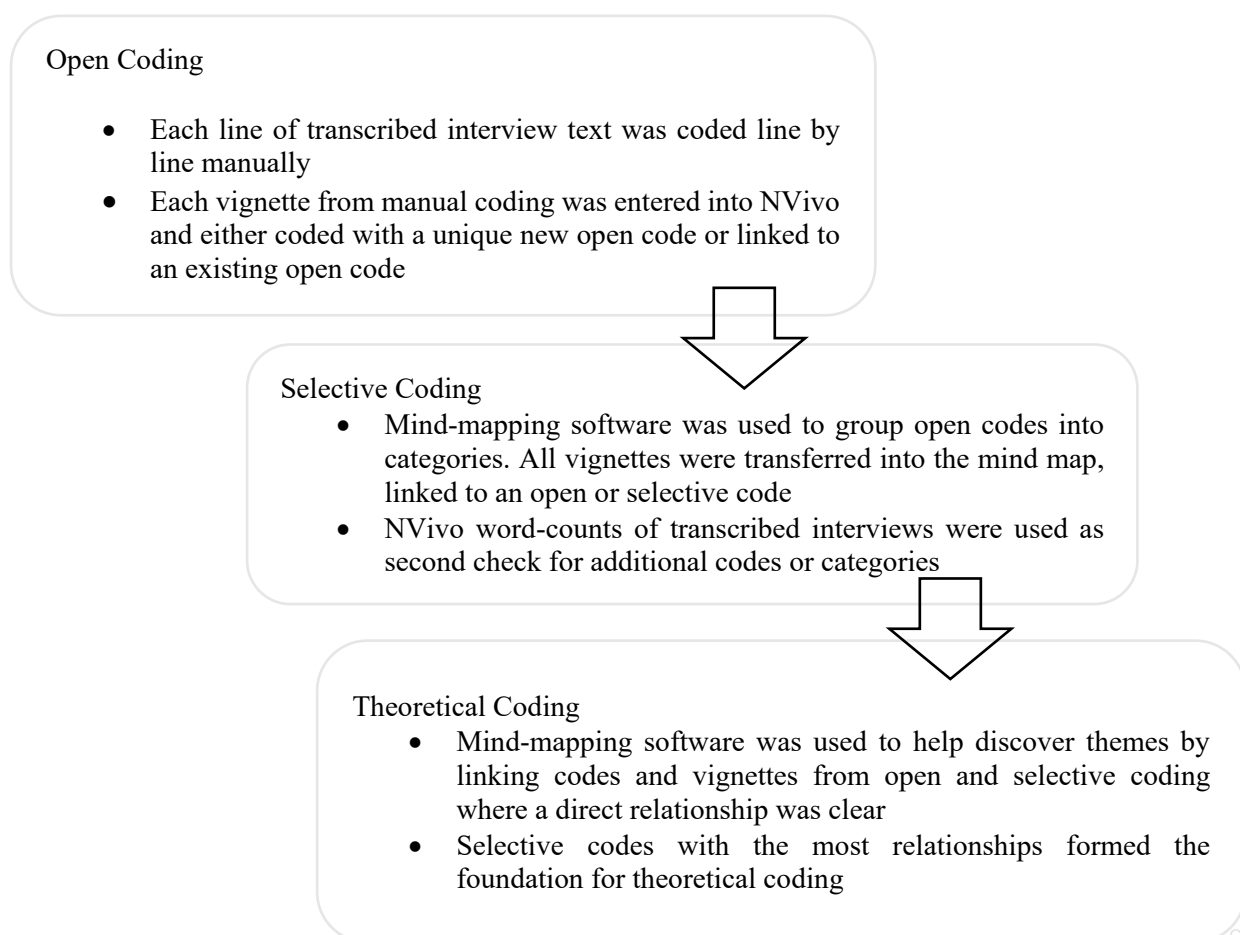 Open Coding
• Each line of transcribed interview text was coded line by
line manually
• Each vignette from manual coding was entered into NVivo
and either coded with a unique new open code or linked to
an existing open code
Selective Coding
• Mind-mapping software was used to group open codes into
categories. All vignettes were transferred into the mind map,
linked to an open or selective code
• NVivo word-counts of transcribed interviews were used as
second check for additional codes or categories
Theoretical Coding
• Mind-mapping software was used to help discover themes by
linking codes and vignettes from open and selective coding
where a direct relationship was clear
• Selective codes with the most relationships formed the
foundation for theoretical coding